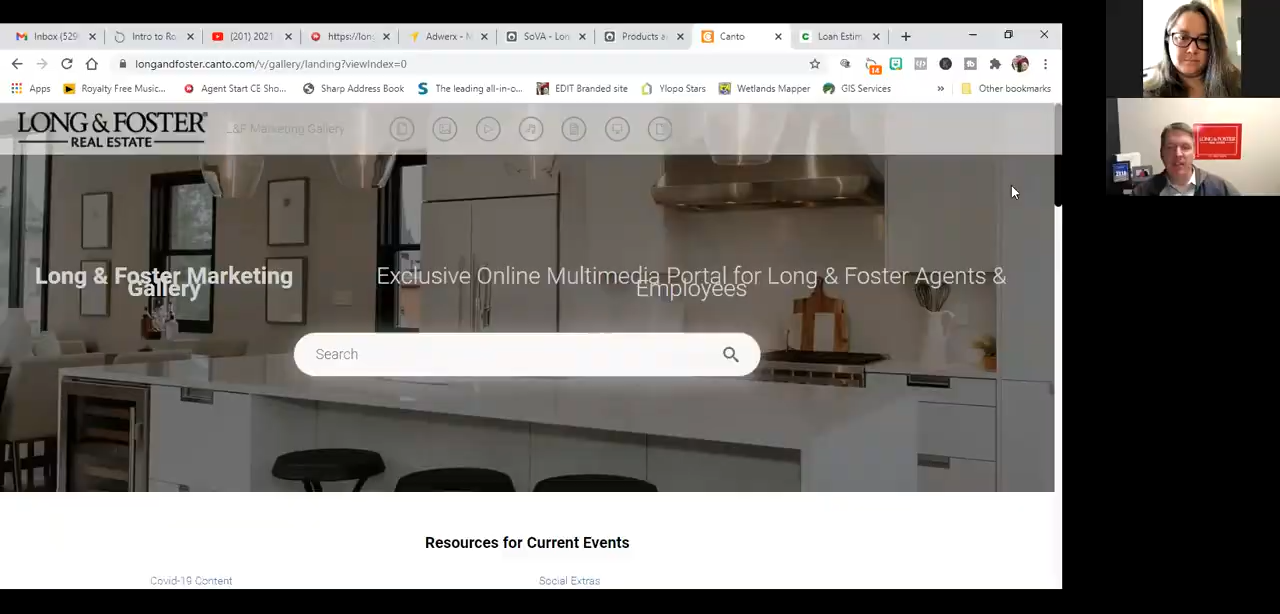 Inbox (529
Intro to Ro
(201) 2021
https://lon
Adwerx - M
SoVA - Lon
Products a
Canto
Loan Estim
longandfoster.canto.com/v/gallery/landing?viewIndex=0
14
Apps
Royalty Free Music...
Agent Start CE Sho...
Sharp Address Book
The leading all-in-o...
EDIT Branded site
Ylopo Stars
Wetlands Mapper
GIS Services
»
Other bookmarks
LONG & FOSTER®
REAL ESTATE
L&F Marketing Gallery
Long & Foster Marketing
Gallery
Exclusive Online Multimedia Portal for Long & Foster Agents &
Employees
Search
Resources for Current Events
Covid-19 Content
Social Extras
LONG & FOSTER